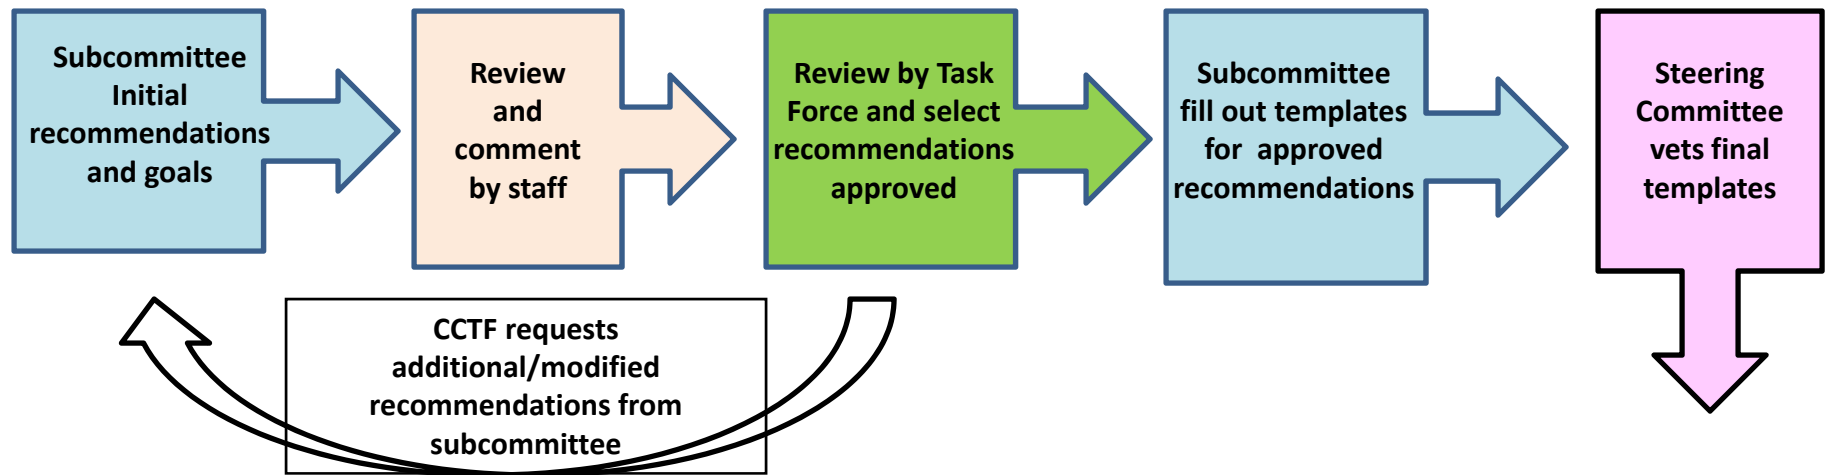 Subcommittee
Initial
recommendations
and goals
Review
and
comment
by staff
Review by Task
Force and select
recommendations
approved
Subcommittee
fill out templates
for approved
recommendations
Steering
Committee
vets final
templates
CCTF requests
additional/modified
recommendations from
subcommittee